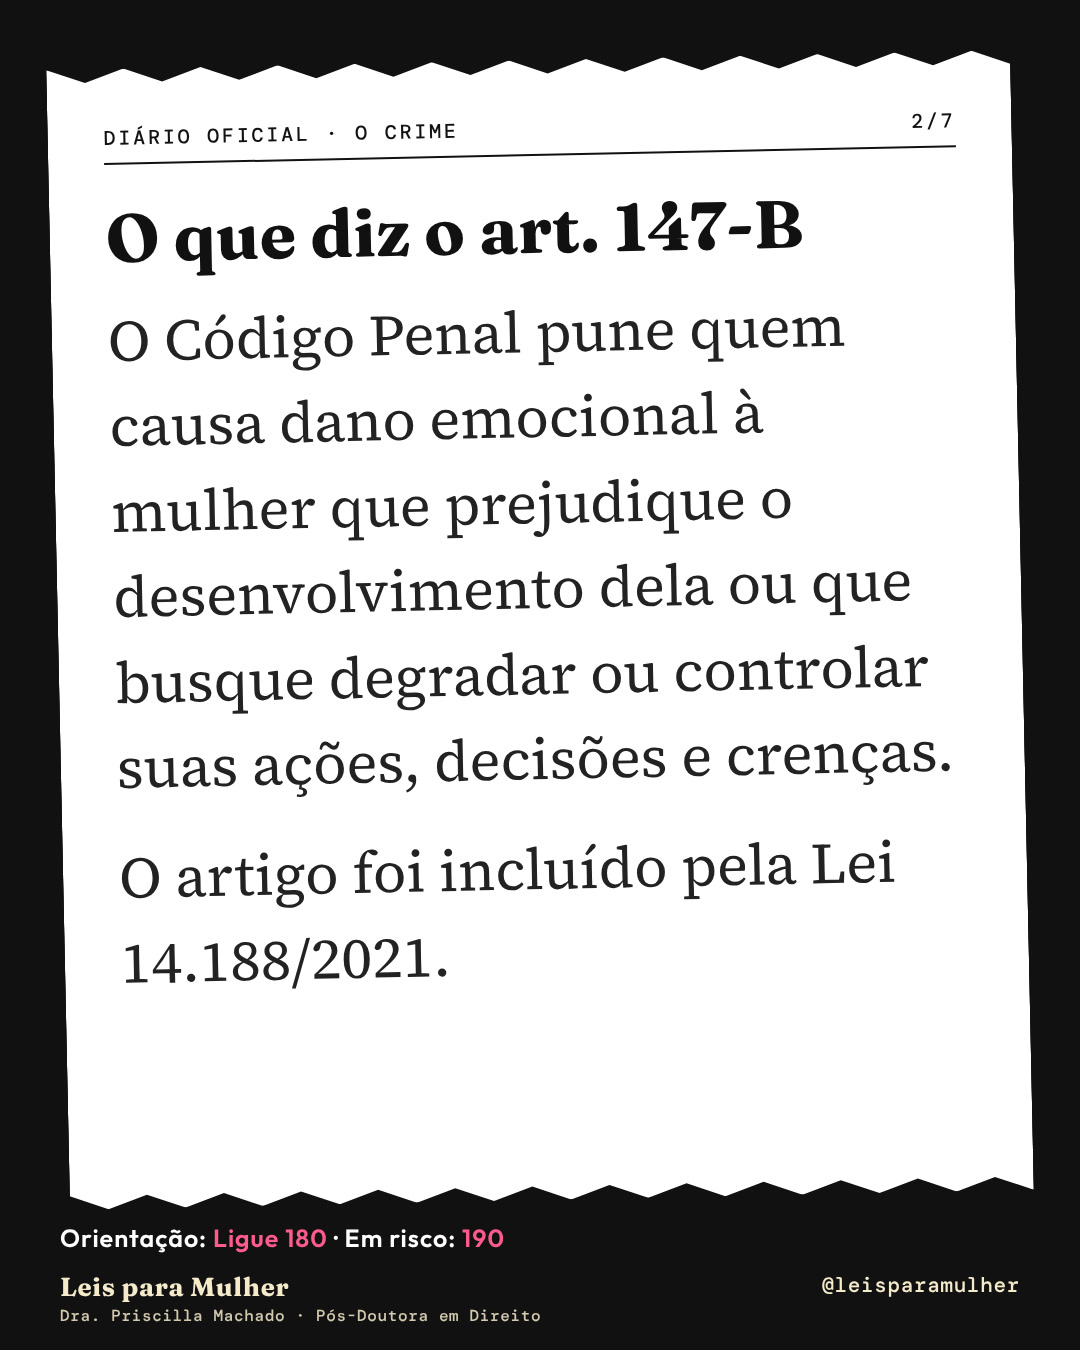 DIÁRIO OFICIAL · O CRIME 2/7
O que diz o art. 147-B
O Código Penal pune quem
causa dano emocional à
mulher que prejudique o
desenvolvimento dela ou que
busque degradar ou controlar
suas ações, decisões e crenças.
O artigo foi incluído pela Lei
14.188/2021.
Orientação: Ligue 180 · Em risco: 190
Leis para Mulher @leisparamulher
Dra. Priscilla Machado · Pós-Doutora em Direito